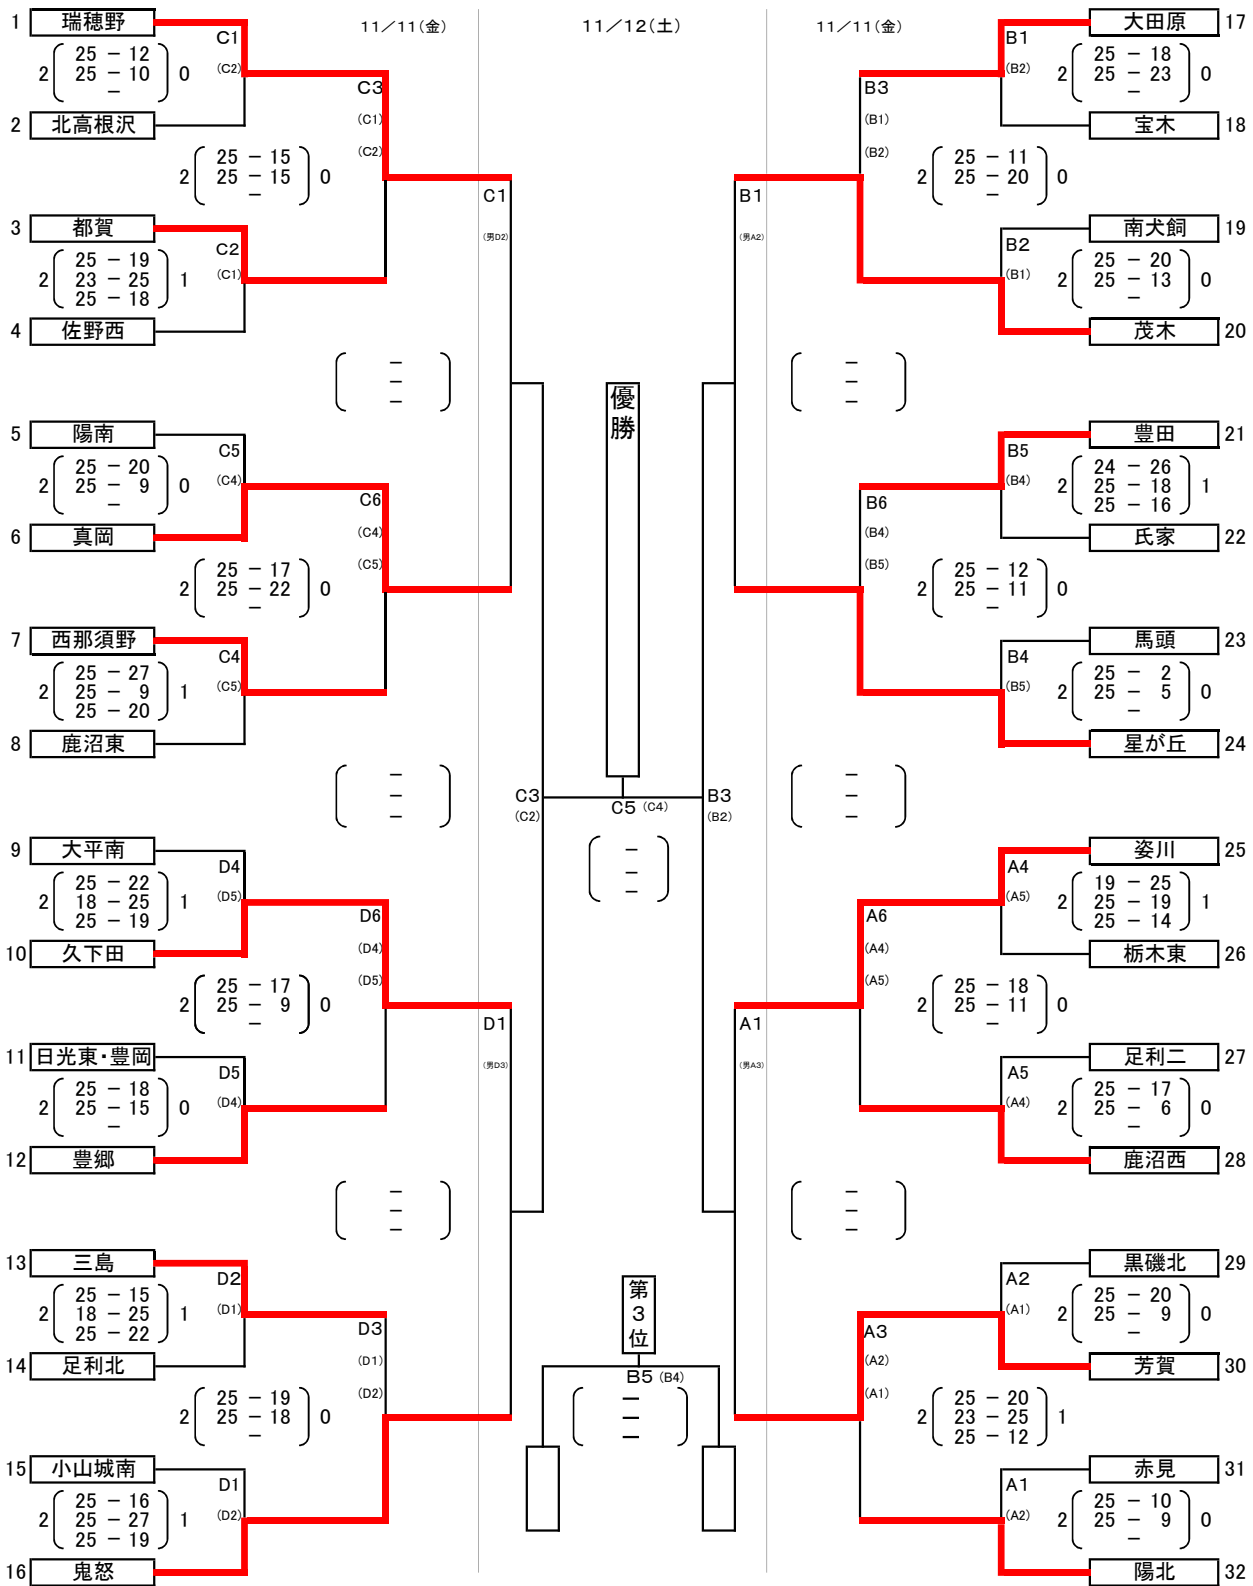 11/11(金)
11/12(土)
11/11(金)
1 瑞穂野
C1
(C2)
2 25 - 12 0
25 - 10
-
2 北高根沢
C3
(C1)
(C2)
2 25 - 15 0
25 - 15
-
3 都賀
C2
(C1)
2 25 - 19 1
23 - 25
25 - 18
4 佐野西
C1
(男D2)
-
-
-
5 陽南
C5
(C4)
2 25 - 20 0
25 - 9
-
6 真岡
C6
(C4)
(C5)
2 25 - 17 0
25 - 22
-
7 西那須野
C4
(C5)
2 25 - 27 1
25 - 9
25 - 20
8 鹿沼東
-
-
-
C3
(C2)
9 大平南
D4
(D5)
2 25 - 22 1
18 - 25
25 - 19
10 久下田
D6
(D4)
(D5)
2 25 - 17 0
25 - 9
-
11 日光東・豊岡
D5
(D4)
2 25 - 18 0
25 - 15
-
12 豊郷
D1
(男D3)
-
-
-
13 三島
D2
(D1)
2 25 - 15 1
18 - 25
25 - 22
14 足利北
D3
(D1)
(D2)
2 25 - 19 0
25 - 18
-
15 小山城南
D1
(D2)
2 25 - 16 1
25 - 27
25 - 19
16 鬼怒
優勝
C5 (C4)
-
-
-
第3位
B5 (B4)
-
-
-
大田原 17
B1
(B2)
2 25 - 18 0
25 - 23
-
宝木 18
B3
(B1)
(B2)
2 25 - 11 0
25 - 20
-
南犬飼 19
B2
(B1)
2 25 - 20 0
25 - 13
-
茂木 20
B1
(男A2)
-
-
-
豊田 21
B5
(B4)
2 24 - 26 1
25 - 18
25 - 16
氏家 22
B6
(B4)
(B5)
2 25 - 12 0
25 - 11
-
馬頭 23
B4
(B5)
2 25 - 2 0
25 - 5
-
星が丘 24
-
-
-
B3
(B2)
姿川 25
A4
(A5)
2 19 - 25 1
25 - 19
25 - 14
栃木東 26
A6
(A4)
(A5)
2 25 - 18 0
25 - 11
-
足利二 27
A5
(A4)
2 25 - 17 0
25 - 6
-
鹿沼西 28
A1
(男A3)
-
-
-
黒磯北 29
A2
(A1)
2 25 - 20 0
25 - 9
-
芳賀 30
A3
(A2)
(A1)
2 25 - 20 1
23 - 25
25 - 12
赤見 31
A1
(A2)
2 25 - 10 0
25 - 9
-
陽北 32